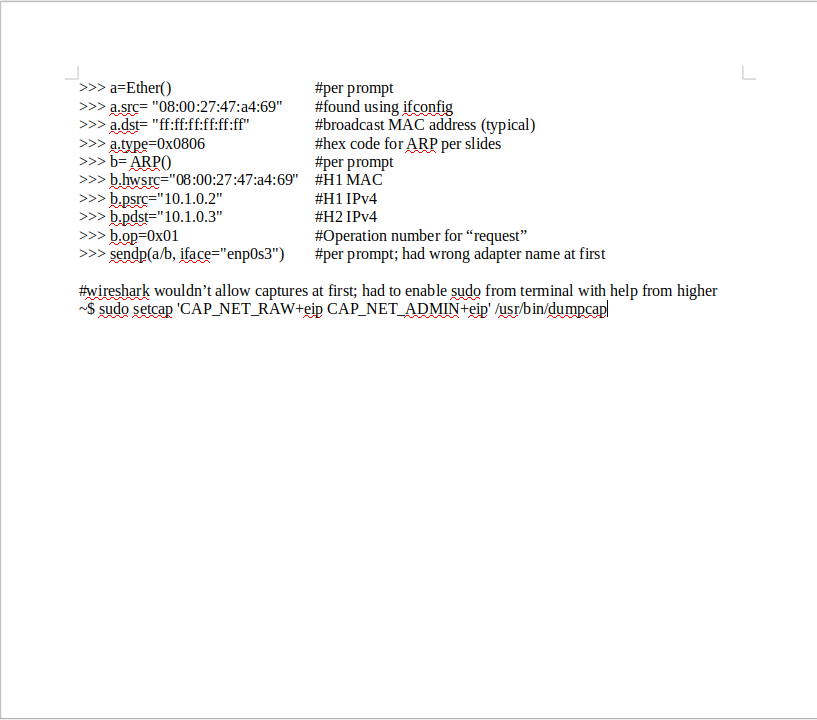 >>> a=Ether() #per prompt
>>> a.src= "08:00:27:47:a4:69" #found using ifconfig
>>> a.dst= "ff:ff:ff:ff:ff:ff" #broadcast MAC address (typical)
>>> a.type=0x0806 #hex code for ARP per slides
>>> b= ARP() #per prompt
>>> b.hwsrc="08:00:27:47:a4:69" #H1 MAC
>>> b.psrc="10.1.0.2" #H1 IPv4
>>> b.pdst="10.1.0.3" #H2 IPv4
>>> b.op=0x01 #Operation number for “request”
>>> sendp(a/b, iface="enp0s3") #per prompt; had wrong adapter name at first
#wireshark wouldn’t allow captures at first; had to enable sudo from terminal with help from higher
~$ sudo setcap 'CAP_NET_RAW+eip CAP_NET_ADMIN+eip' /usr/bin/dumpcap